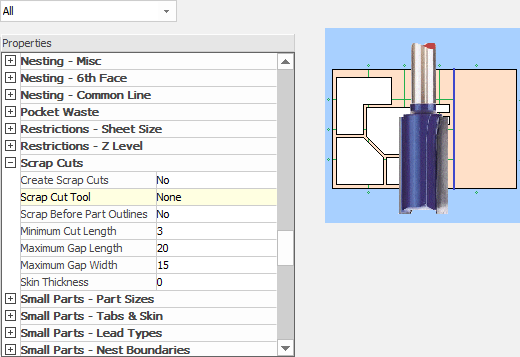 All
Properties
Nesting - Misc
Nesting - 6th Face
Nesting - Common Line
Pocket Waste
Restrictions - Sheet Size
Restrictions - Z Level
Scrap Cuts
Create Scrap Cuts No
Scrap Cut Tool None
Scrap Before Part Outlines No
Minimum Cut Length 3
Maximum Gap Length 20
Maximum Gap Width 15
Skin Thickness 0
Small Parts - Part Sizes
Small Parts - Tabs & Skin
Small Parts - Lead Types
Small Parts - Nest Boundaries